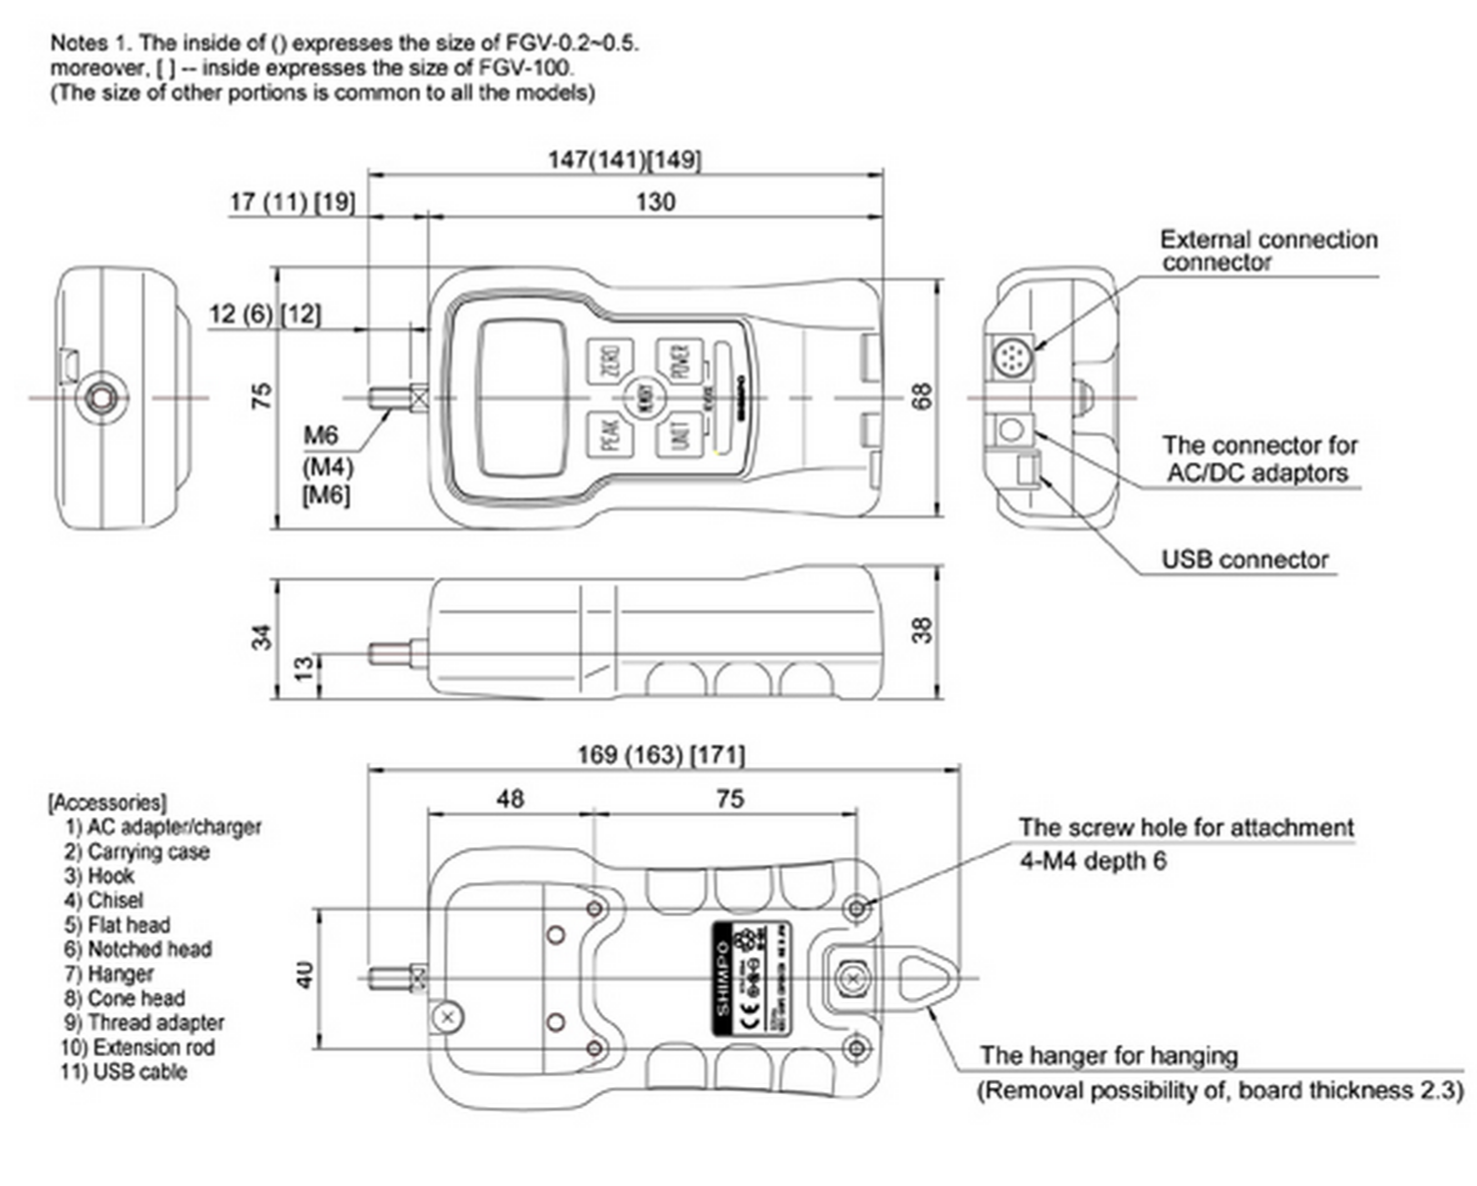 Notes 1. The inside of () expresses the size of FGV-0.2~0.5.
moreover, [ ] -- inside expresses the size of FGV-100.
(The size of other portions is common to all the models)
147(141)[149]
17 (11) [19]
130
External connection
connector
12 (6) [12]
75
68
ZERO
POWER
MEMORY
PEAK
UNIT
SHIMPO
M6
(M4)
[M6]
The connector for
AC/DC adaptors
USB connector
34
13
38
169 (163) [171]
48
75
The screw hole for attachment
4-M4 depth 6
[Accessories]
1) AC adapter/charger
2) Carrying case
3) Hook
4) Chisel
5) Flat head
6) Notched head
7) Hanger
8) Cone head
9) Thread adapter
10) Extension rod
11) USB cable
40
SHIMPO
CE
The hanger for hanging
(Removal possibility of, board thickness 2.3)